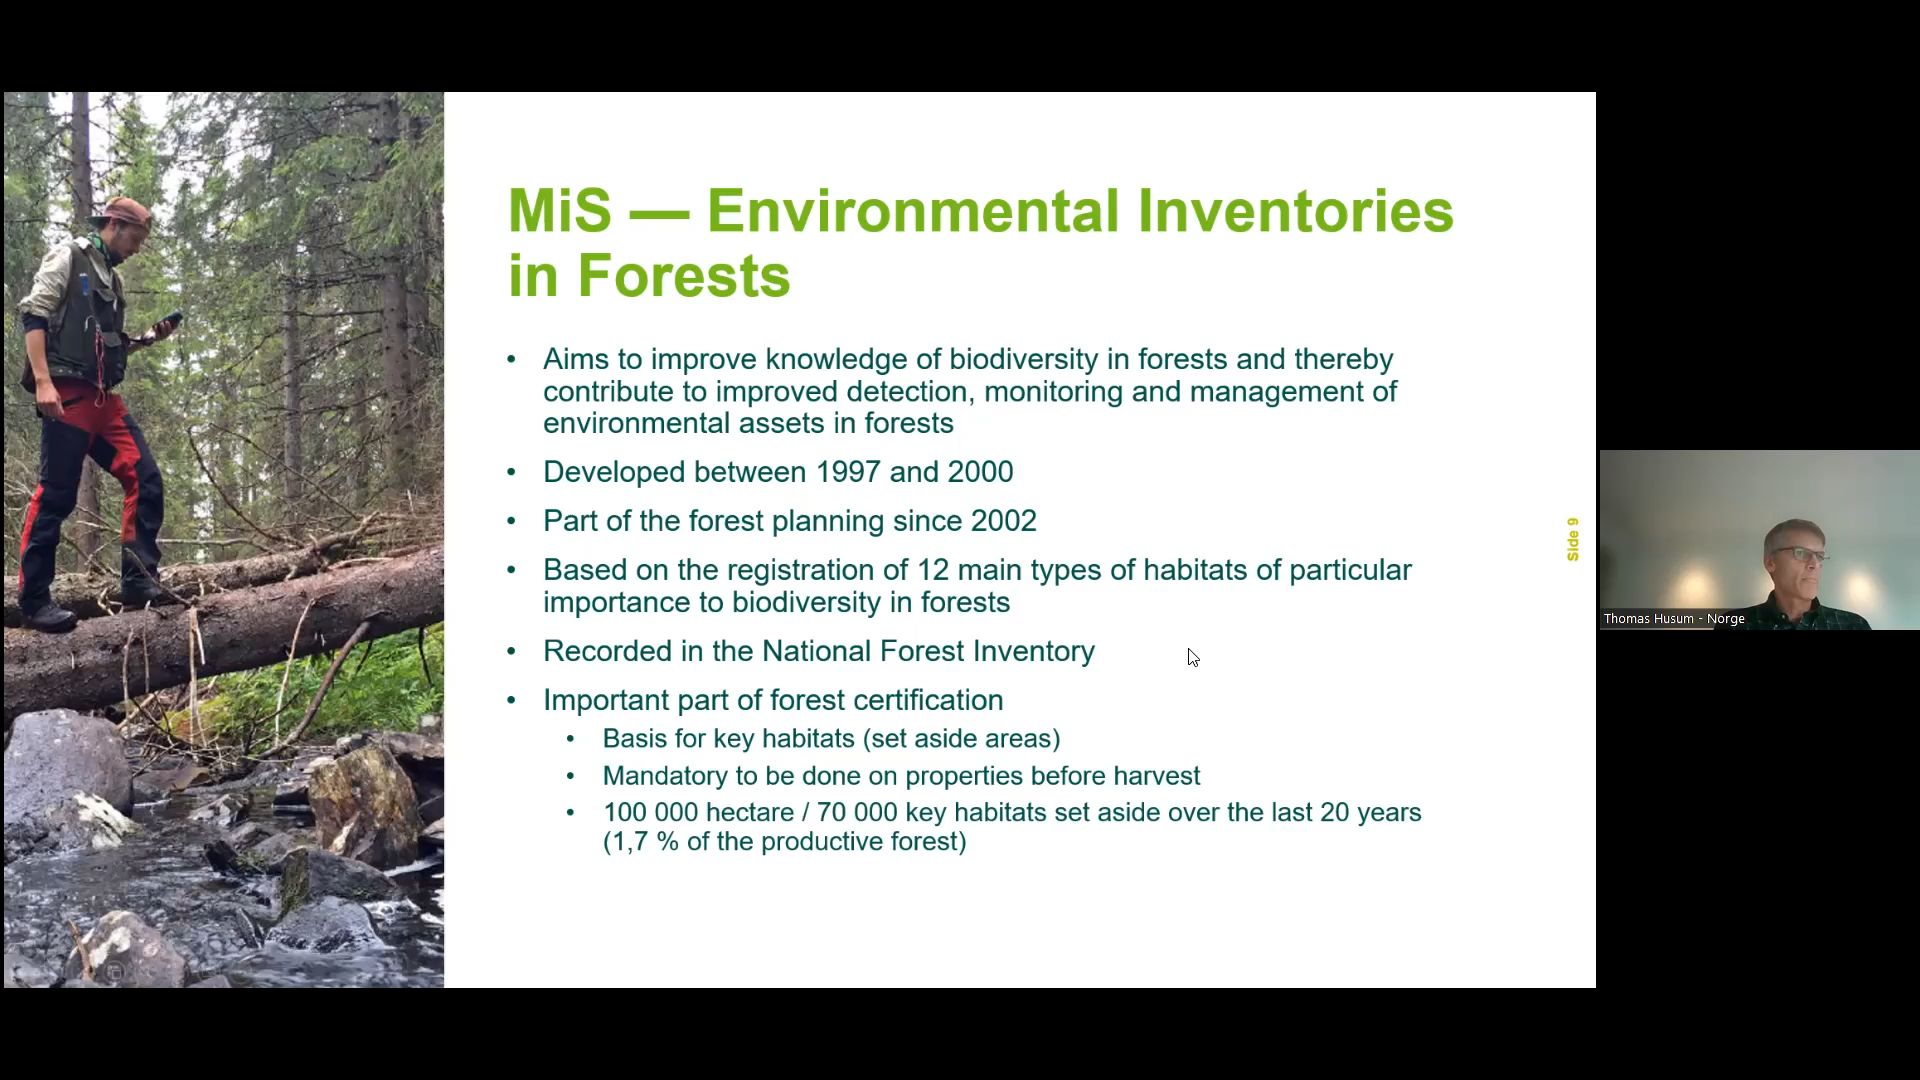 MiS — Environmental Inventories
in Forests
• Aims to improve knowledge of biodiversity in forests and thereby
contribute to improved detection, monitoring and management of
environmental assets in forests
• Developed between 1997 and 2000
• Part of the forest planning since 2002
• Based on the registration of 12 main types of habitats of particular
importance to biodiversity in forests
• Recorded in the National Forest Inventory
• Important part of forest certification
• Basis for key habitats (set aside areas)
• Mandatory to be done on properties before harvest
• 100 000 hectare / 70 000 key habitats set aside over the last 20 years
(1,7 % of the productive forest)
Side 9
Thomas Husum - Norge